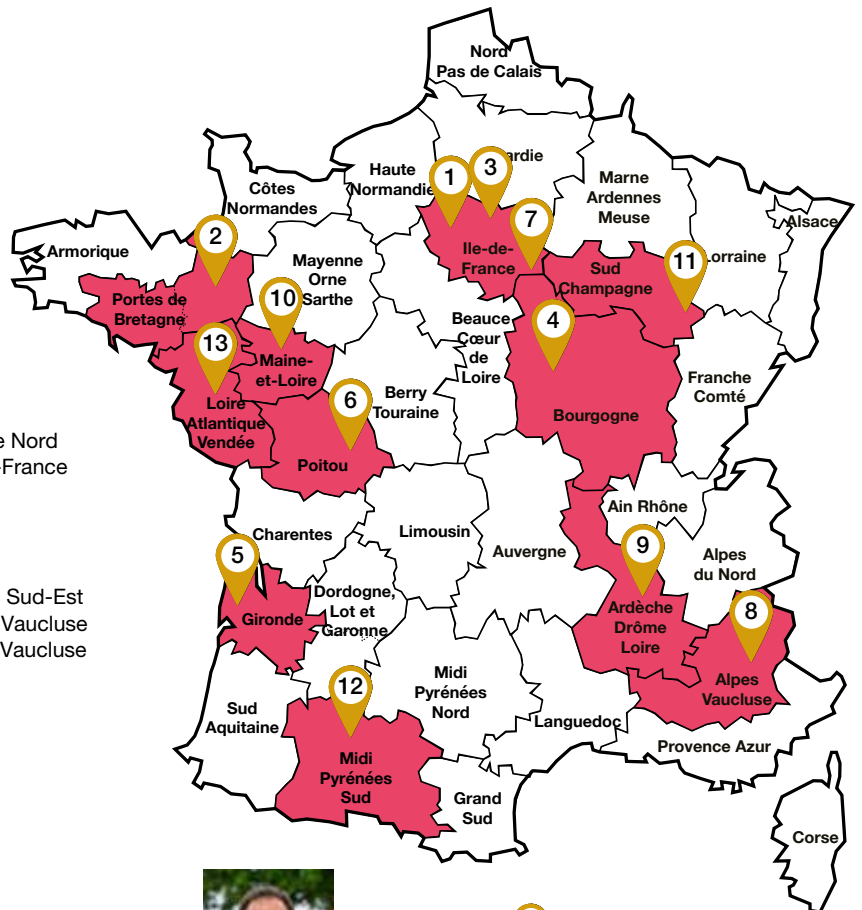 Nord
Pas de Calais
Haute
Normandie
1
3
ardie
Marne
Ardennes
Meuse
Côtes
Normandes
7
Alsace
2
Armorique
Mayenne
Orne
Sarthe
Ile-de-
France
Sud
Champagne
11
Lorraine
Portes de
Bretagne
10
Beauce
Cœur
de
Loire
4
13
Maine-
et-Loire
Franche
Comté
6
Berry
Touraine
Loire
Atlantique
Vendée
Bourgogne
e Nord
-France
Poitou
Ain Rhône
Charentes
Limousin
Auvergne
5
9
Alpes
du Nord
Sud-Est
Vaucluse
Vaucluse
Dordogne,
Lot et
Garonne
Gironde
Ardèche
Drôme
Loire
8
12
Midi
Pyrénées
Nord
Alpes
Vaucluse
Sud
Aquitaine
Languedoc
Provence Azur
Midi
Pyrénées
Sud
Grand
Sud
Corse